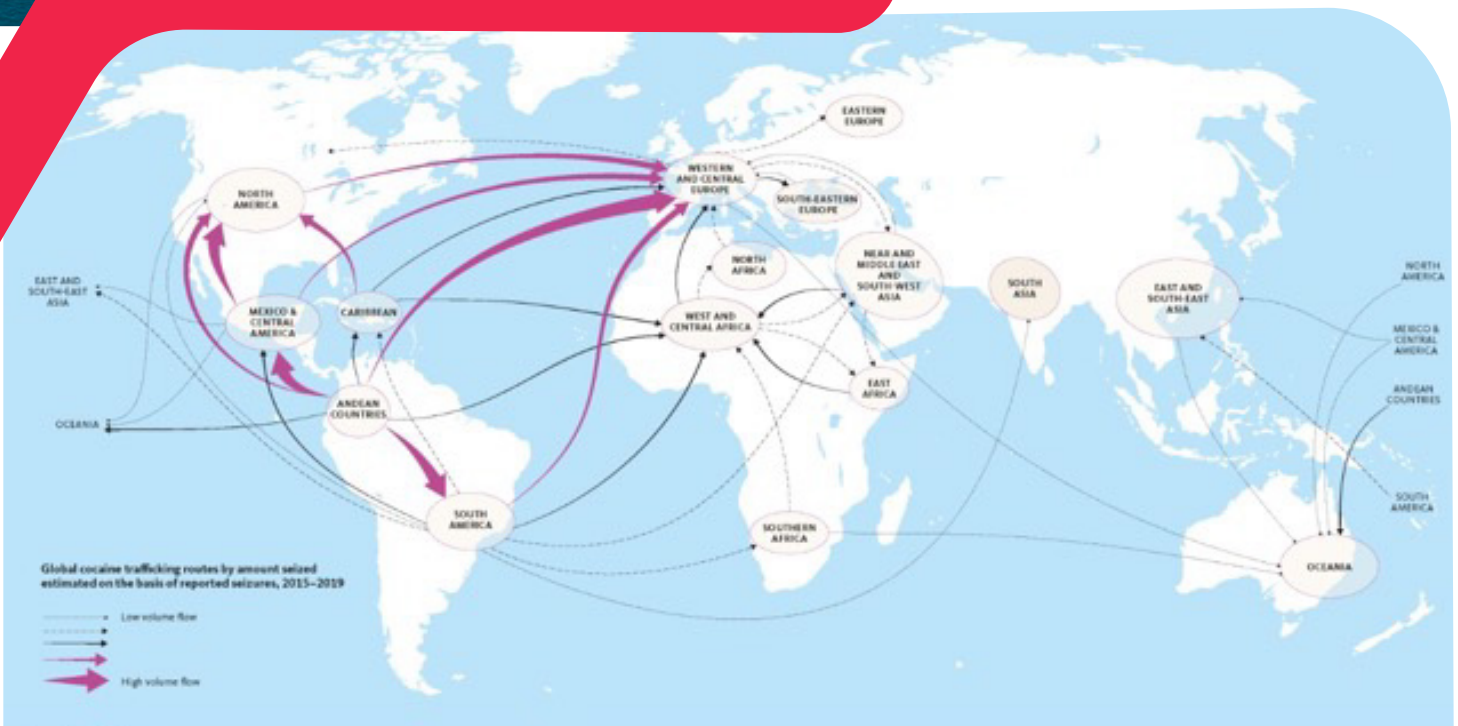 EASTERN
EUROPE
WESTERN
AND CENTRAL
EUROPE
NORTH
AMERICA
SOUTH-EASTERN
EUROPE
NORTH
AFRICA
NEAR AND
MIDDLE EAST
AND
SOUTH-WEST
ASIA
SOUTH
ASIA
EAST AND
SOUTH-EAST
ASIA
NORTH
AMERICA
EAST AND
SOUTH-EAST
ASIA
MEXICO &
CENTRAL
AMERICA
CARIBBEAN
WEST AND
CENTRAL AFRICA
MEXICO &
CENTRAL
AMERICA
EAST
AFRICA
ANDEAN
COUNTRIES
ANDEAN
COUNTRIES
OCEANIA
SOUTH
AMERICA
SOUTHERN
AFRICA
SOUTH
AMERICA
OCEANIA
Global cocaine trafficking routes by amount seized
estimated on the basis of reported seizures, 2015–2019
Low volume flow
High volume flow